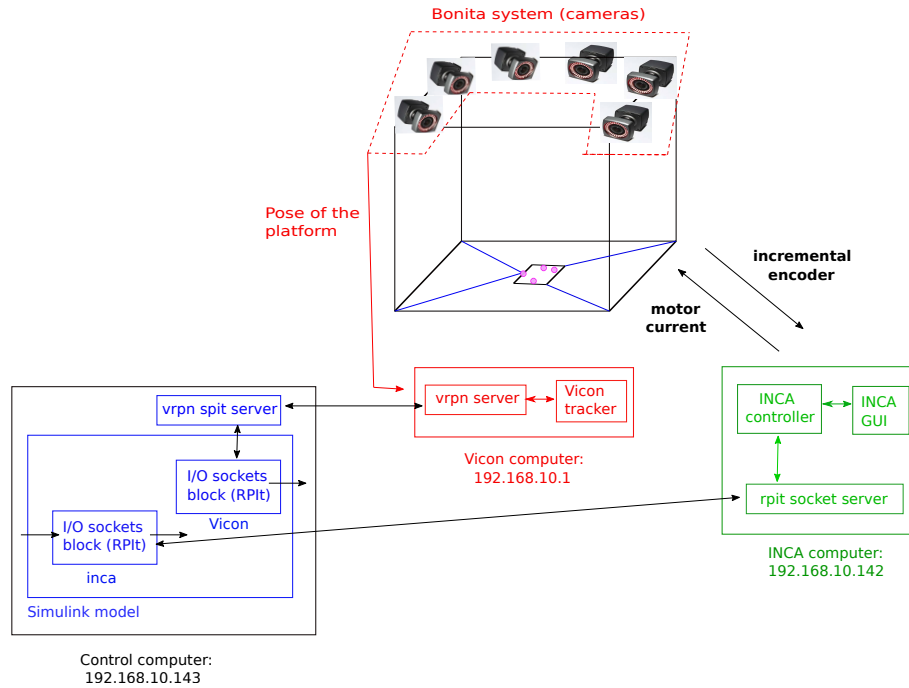 Bonita system (cameras)
Pose of the
platform
incremental
encoder
motor
current
vrpn spit server
I/O sockets
block (RPIt)
Vicon
I/O sockets
block (RPIt)
inca
Simulink model
Control computer:
192.168.10.143
vrpn server
Vicon
tracker
Vicon computer:
192.168.10.1
INCA
controller
INCA
GUI
rpit socket server
INCA computer:
192.168.10.142